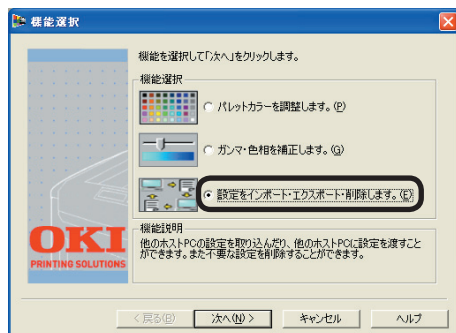 機能選択
機能を選択して「次へ」をクリックします。
機能選択
パレットカラーを調整します。(P)
ガンマ・色相を補正します。(G)
設定をインポート・エクスポート・削除します。(E)
機能説明
他のホストPCの設定を取り込んだり、他のホストPCに設定を渡すこと
ができます。また不要な設定を削除することができます。
OKI
PRINTING SOLUTIONS
< 戻る(B)
次へ(N) >
キャンセル
ヘルプ